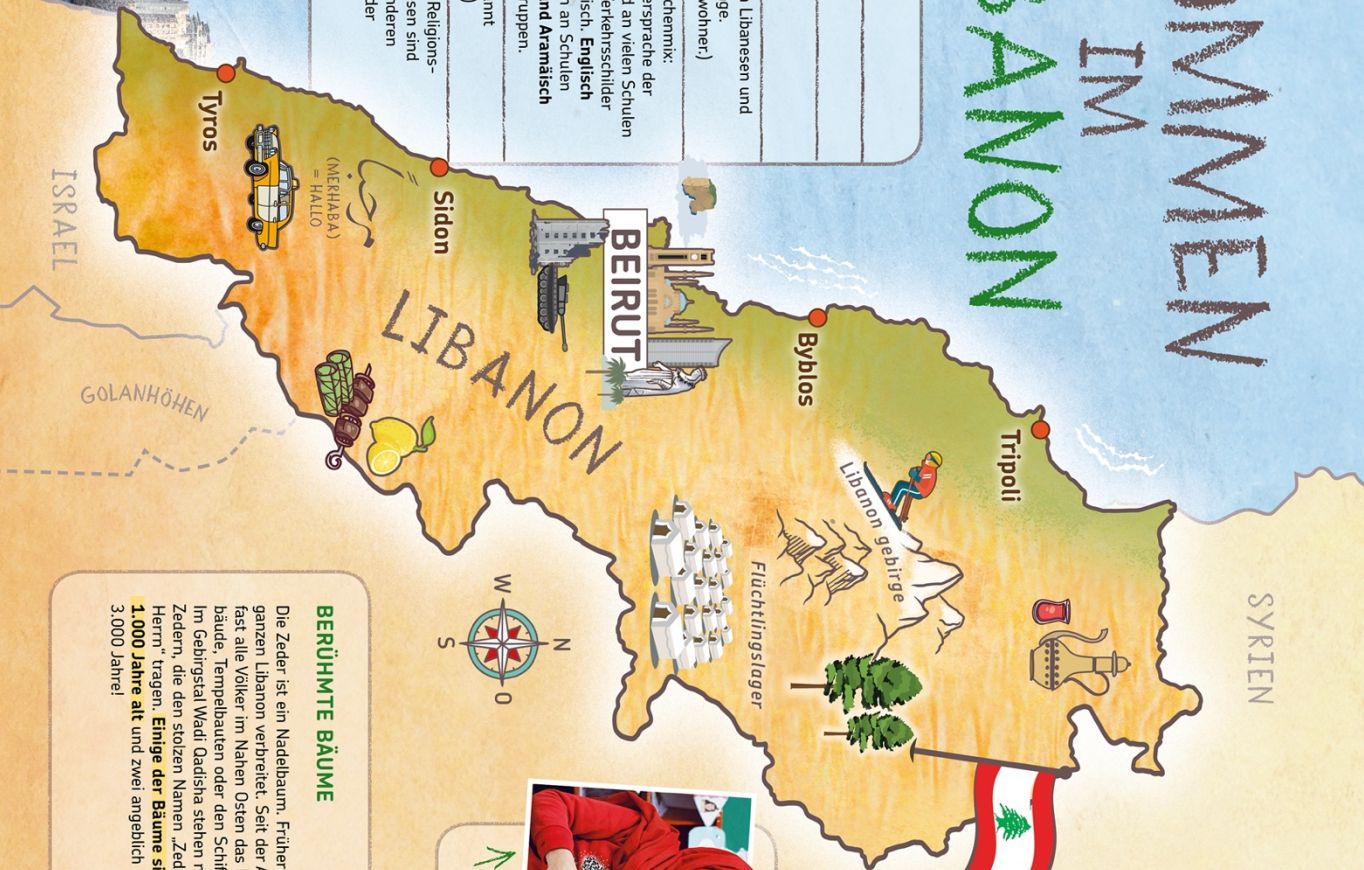 OMMEN
IM
BANON
Libanesen und
ge.
wohner.)
chenmix:
ersprache der
d an vielen Schulen
erkehrsschilder
isch. Englisch
n an Schulen
nd Aramäisch
ruppen.
nnt
)
Religions-
sen sind
nderen
der
SYRIEN
Tripoli
Libanongebirge
Byblos
Flüchtlingslager
BEIRUT
LIBANON
Sidon
(MERHABA)
= HALLO
Tyros
ISRAEL
GOLANHÖHEN
N
W
O
S
BERÜHMTE BÄUME
Die Zeder ist ein Nadelbaum. Früher
ganzen Libanon verbreitet. Seit der A
fast alle Völker im Nahen Osten das
bäude, Tempelbauten oder den Schif
Im Gebirgstal Wadi Qadisha stehen n
Zedern, die den stolzen Namen „Zed
Herrn“ tragen. Einige der Bäume si
1.000 Jahre alt und zwei angeblich
3.000 Jahre!